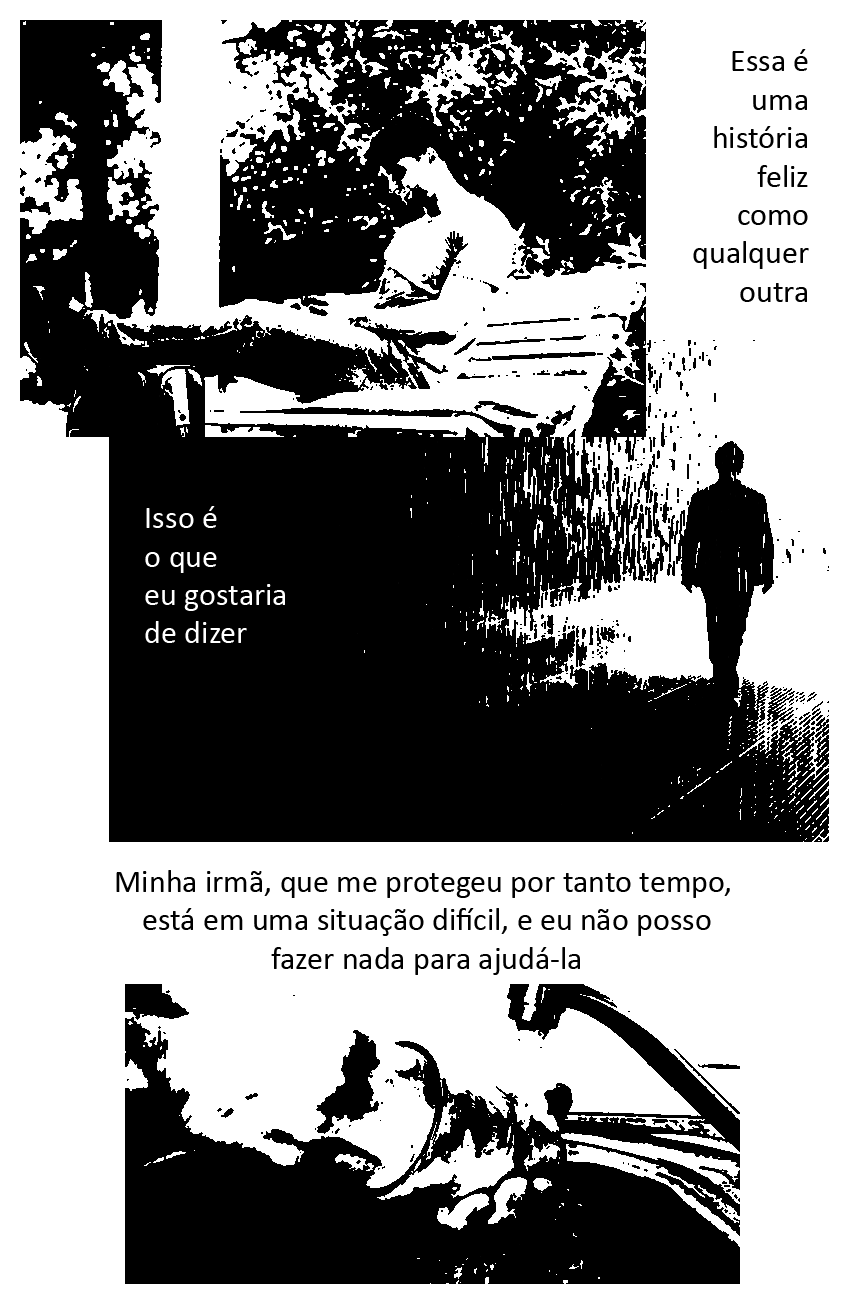 Essa é
uma
história
feliz
como
qualquer
outra
Isso é
o que
eu gostaria
de dizer
Minha irmã, que me protegeu por tanto tempo,
está em uma situação difícil, e eu não posso
fazer nada para ajudá-la